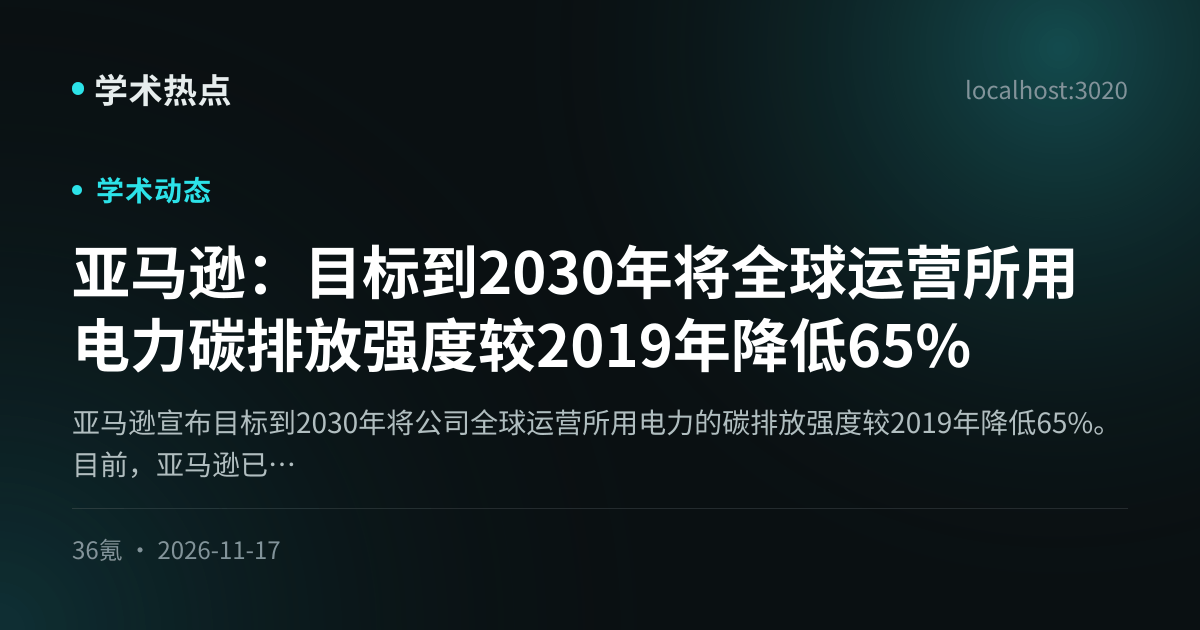 学术热点
localhost:3020
学术动态
亚马逊：目标到2030年将全球运营所用
电力碳排放强度较2019年降低65%
亚马逊宣布目标到2030年将公司全球运营所用电力的碳排放强度较2019年降低65%。
目前，亚马逊已…
36氪 · 2026-11-17